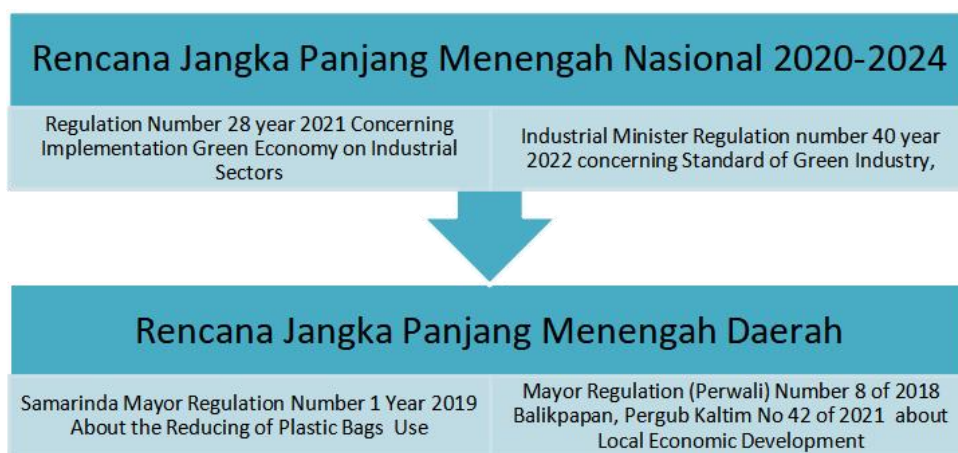 Rencana Jangka Panjang Menengah Nasional 2020-2024
Regulation Number 28 year 2021 Concerning
Implementation Green Economy on Industrial
Sectors
Industrial Minister Regulation number 40 year
2022 concerning Standard of Green Industry,
Rencana Jangka Panjang Menengah Daerah
Samarinda Mayor Regulation Number 1 Year 2019
About the Reducing of Plastic Bags Use
Mayor Regulation (Perwali) Number 8 of 2018
Balikpapan, Pergub Kaltim No 42 of 2021 about
Local Economic Development